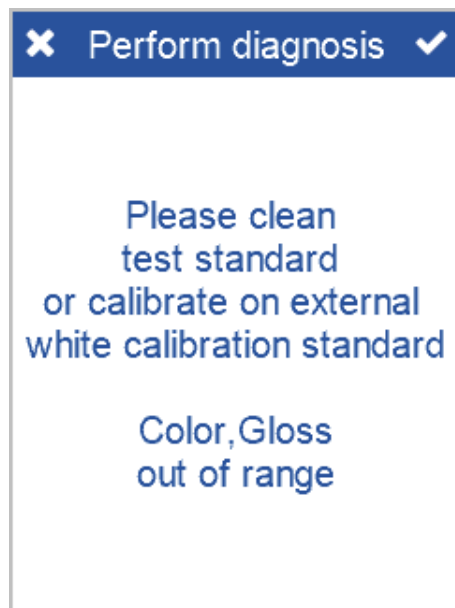 Perform diagnosis
Please clean
test standard
or calibrate on external
white calibration standard
Color,Gloss
out of range